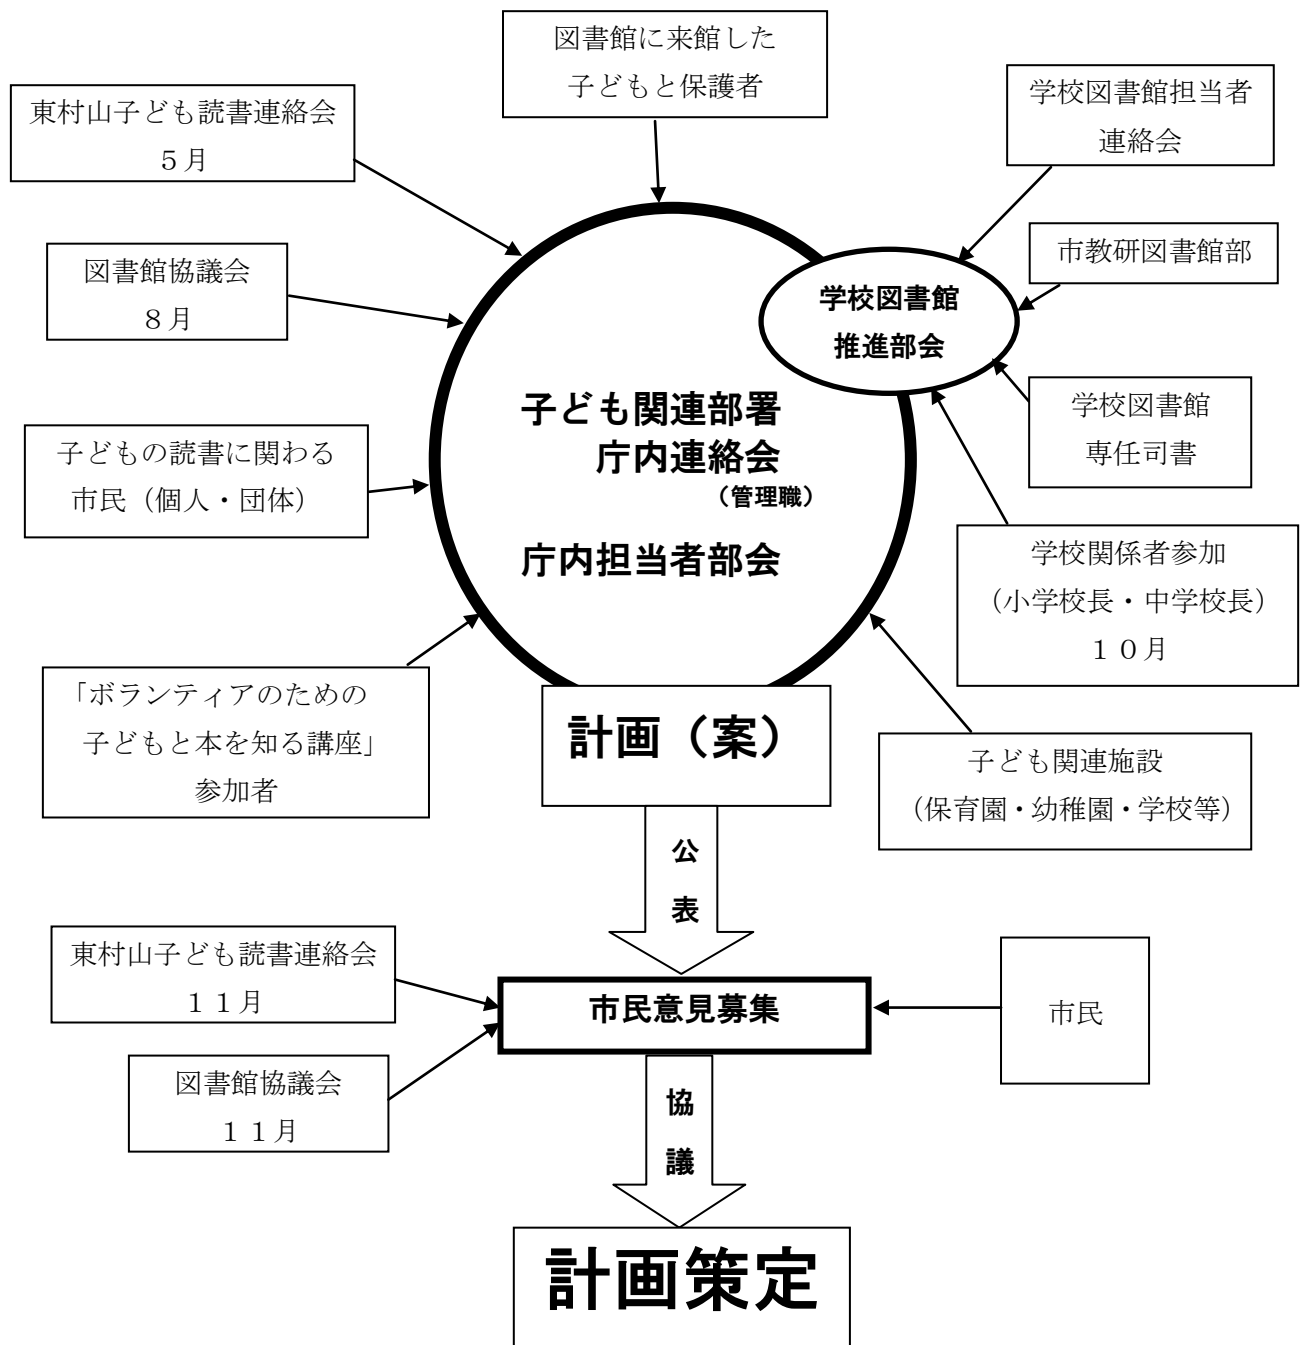 図書館に来館した
子どもと保護者
東村山子ども読書連絡会
５月
学校図書館担当者
連絡会
図書館協議会
８月
市教研図書館部
学校図書館
推進部会
学校図書館
専任司書
子ども関連部署
庁内連絡会
（管理職）
庁内担当者部会
子どもの読書に関わる
市民（個人・団体）
学校関係者参加
（小学校長・中学校長）
１０月
「ボランティアのための
子どもと本を知る講座」
参加者
計画（案）
子ども関連施設
（保育園・幼稚園・学校等）
公
表
東村山子ども読書連絡会
１１月
市民意見募集
市民
図書館協議会
１１月
協
議
計画策定